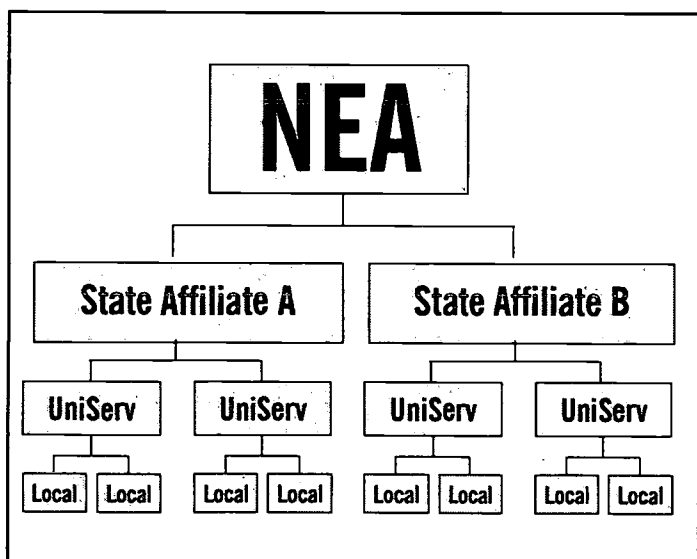 NEA
State Affiliate A State Affiliate B
UniServ UniServ UniServ UniServ
Local Local Local Local Local Local Local Local